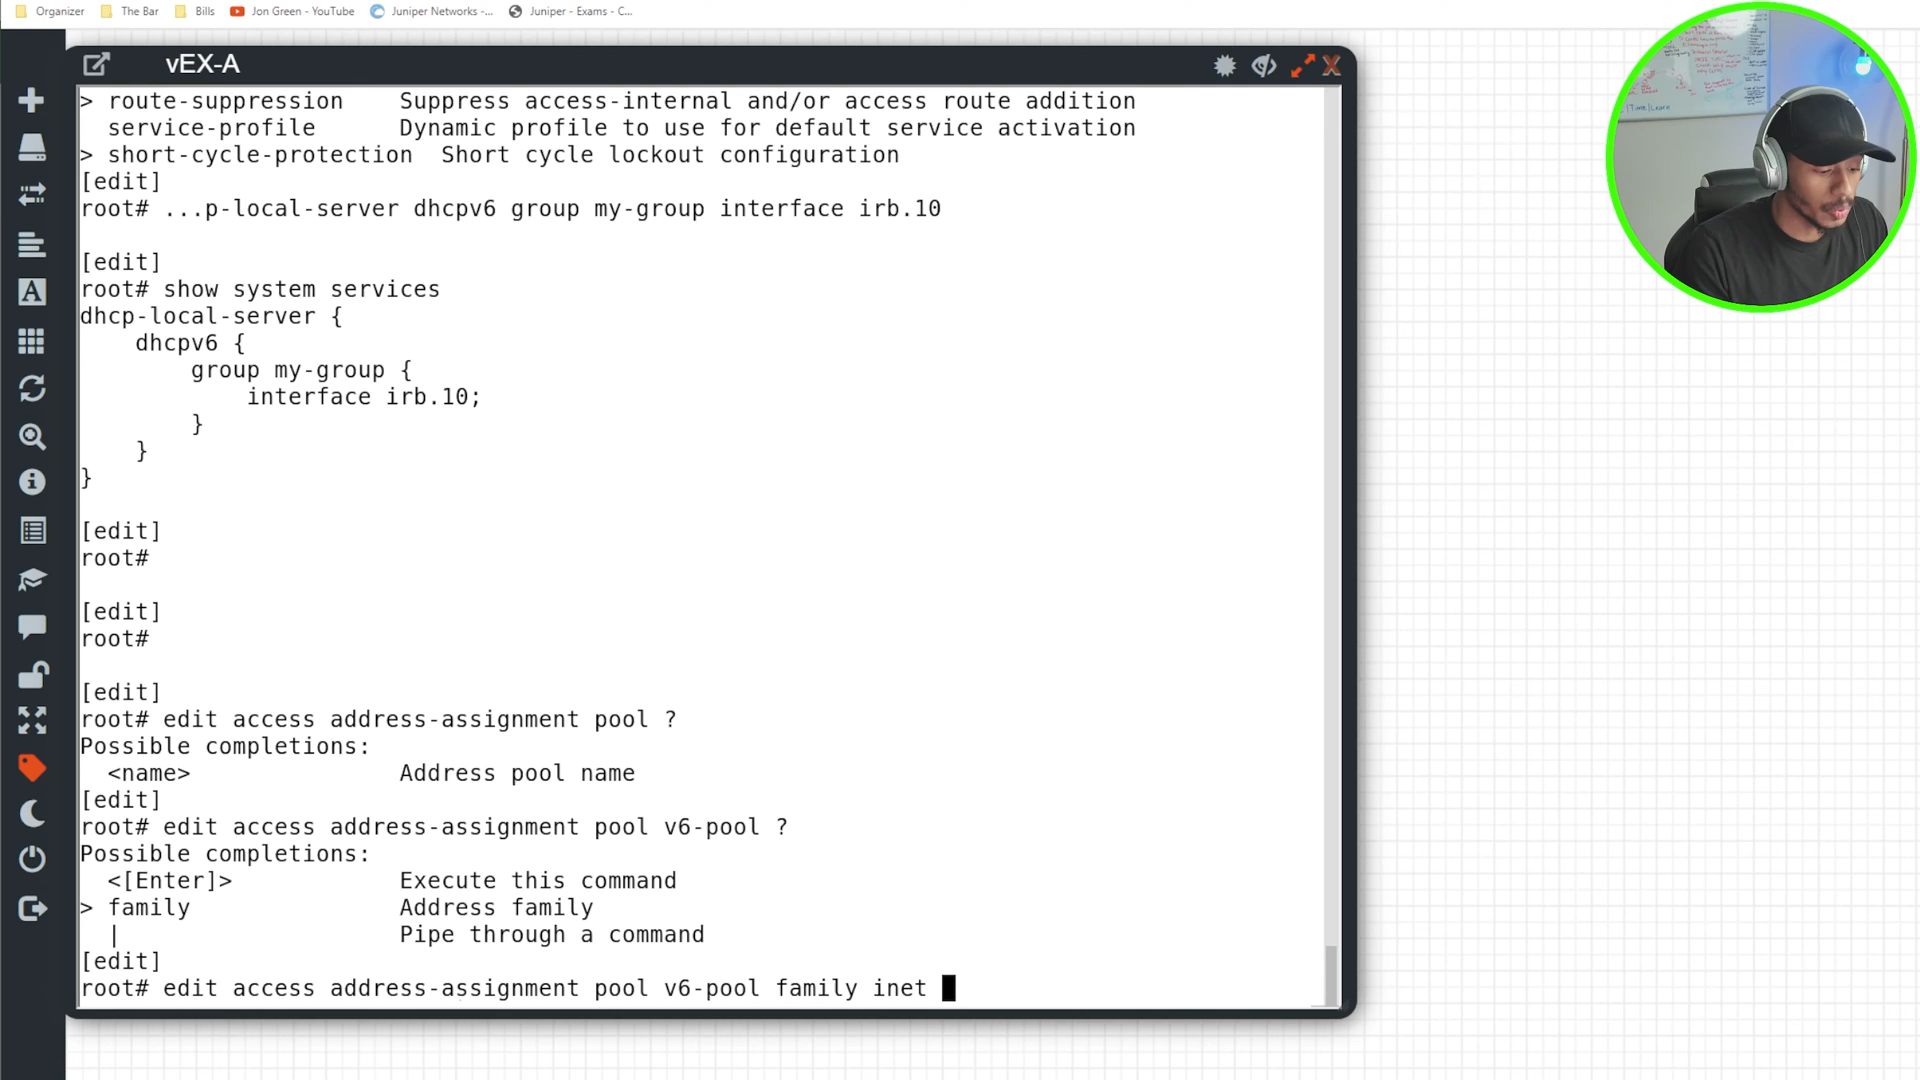 Organizer The Bar Bills Jon Green - YouTube Juniper Networks -... Juniper - Exams - C...
vEX-A
> route-suppression Suppress access-internal and/or access route addition
service-profile Dynamic profile to use for default service activation
> short-cycle-protection Short cycle lockout configuration
[edit]
root# ...p-local-server dhcpv6 group my-group interface irb.10
[edit]
root# show system services
dhcp-local-server {
dhcpv6 {
group my-group {
interface irb.10;
}
}
}
[edit]
root#
[edit]
root#
[edit]
root# edit access address-assignment pool ?
Possible completions:
<name> Address pool name
[edit]
root# edit access address-assignment pool v6-pool ?
Possible completions:
<[Enter]> Execute this command
> family Address family
| Pipe through a command
[edit]
root# edit access address-assignment pool v6-pool family inet